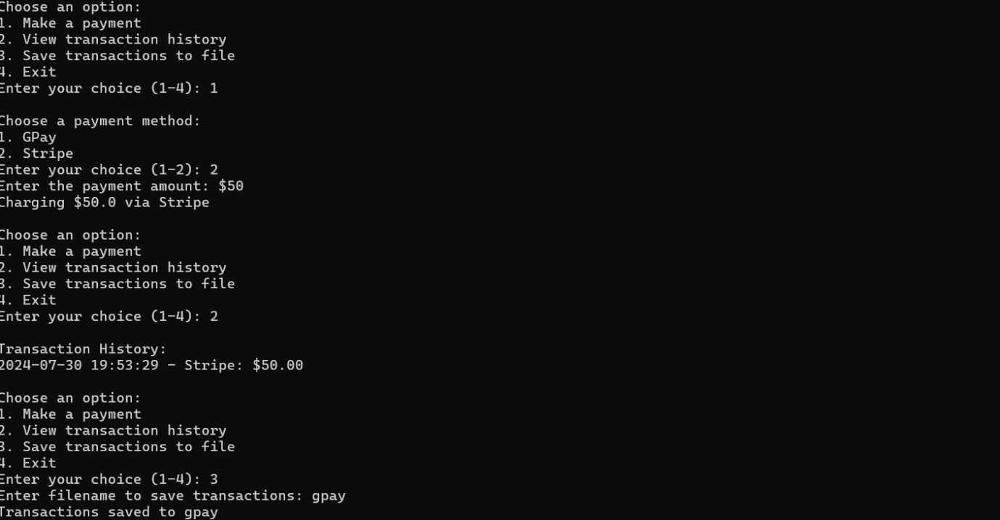 Choose an option:
1. Make a payment
2. View transaction history
3. Save transactions to file
4. Exit
Enter your choice (1-4): 1
Choose a payment method:
1. GPay
2. Stripe
Enter your choice (1-2): 2
Enter the payment amount: $50
Charging $50.0 via Stripe
Choose an option:
1. Make a payment
2. View transaction history
3. Save transactions to file
4. Exit
Enter your choice (1-4): 2
Transaction History:
2024-07-30 19:53:29 - Stripe: $50.00
Choose an option:
1. Make a payment
2. View transaction history
3. Save transactions to file
4. Exit
Enter your choice (1-4): 3
Enter filename to save transactions: gpay
Transactions saved to gpay